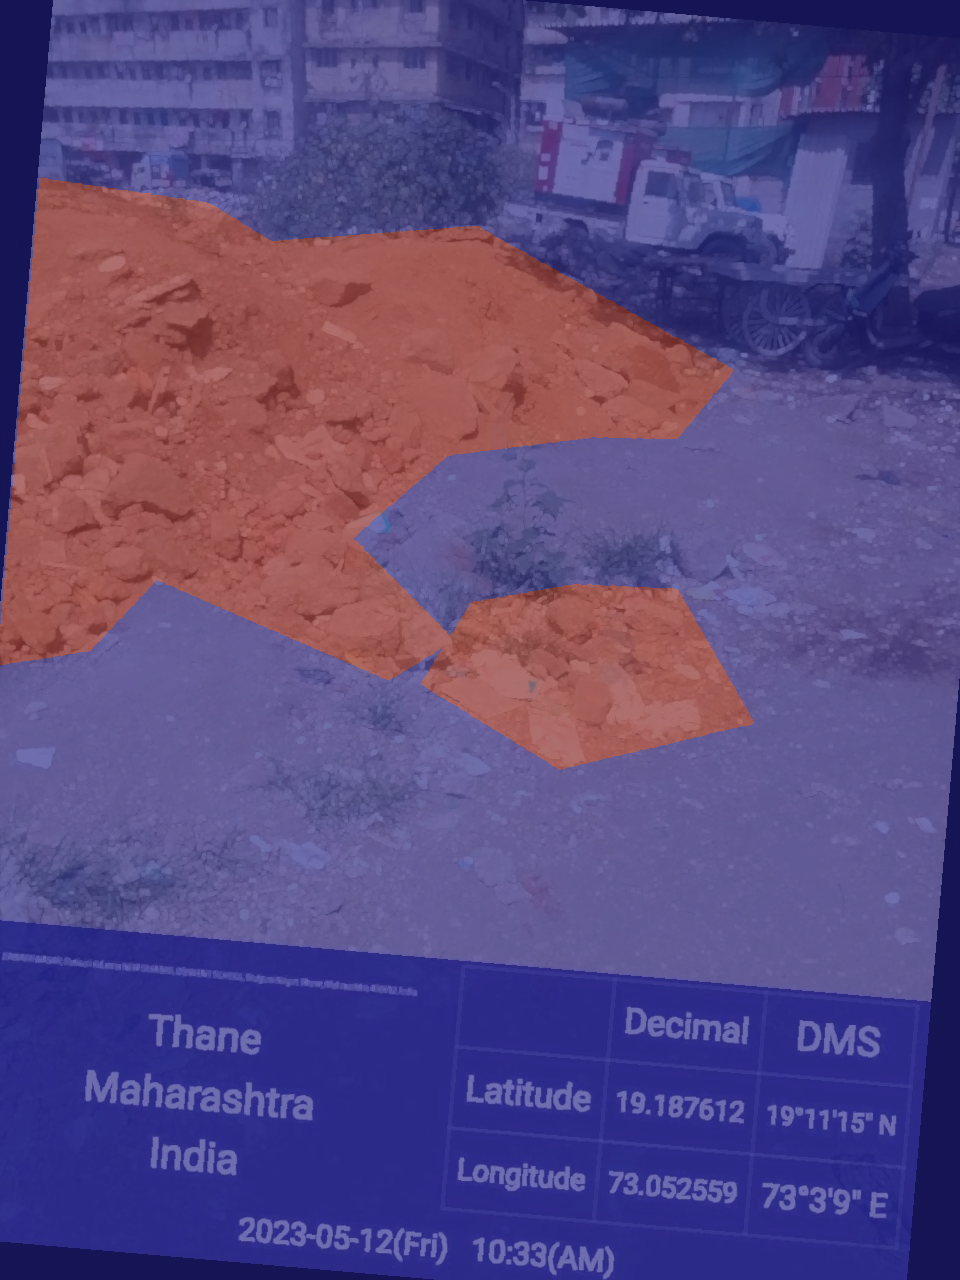 Thane
Maharashtra
India
Decimal DMS
Latitude 19.187612 19°11'15" N
Longitude 73.052559 73°3'9" E
2023-05-12(Fri) 10:33(AM)